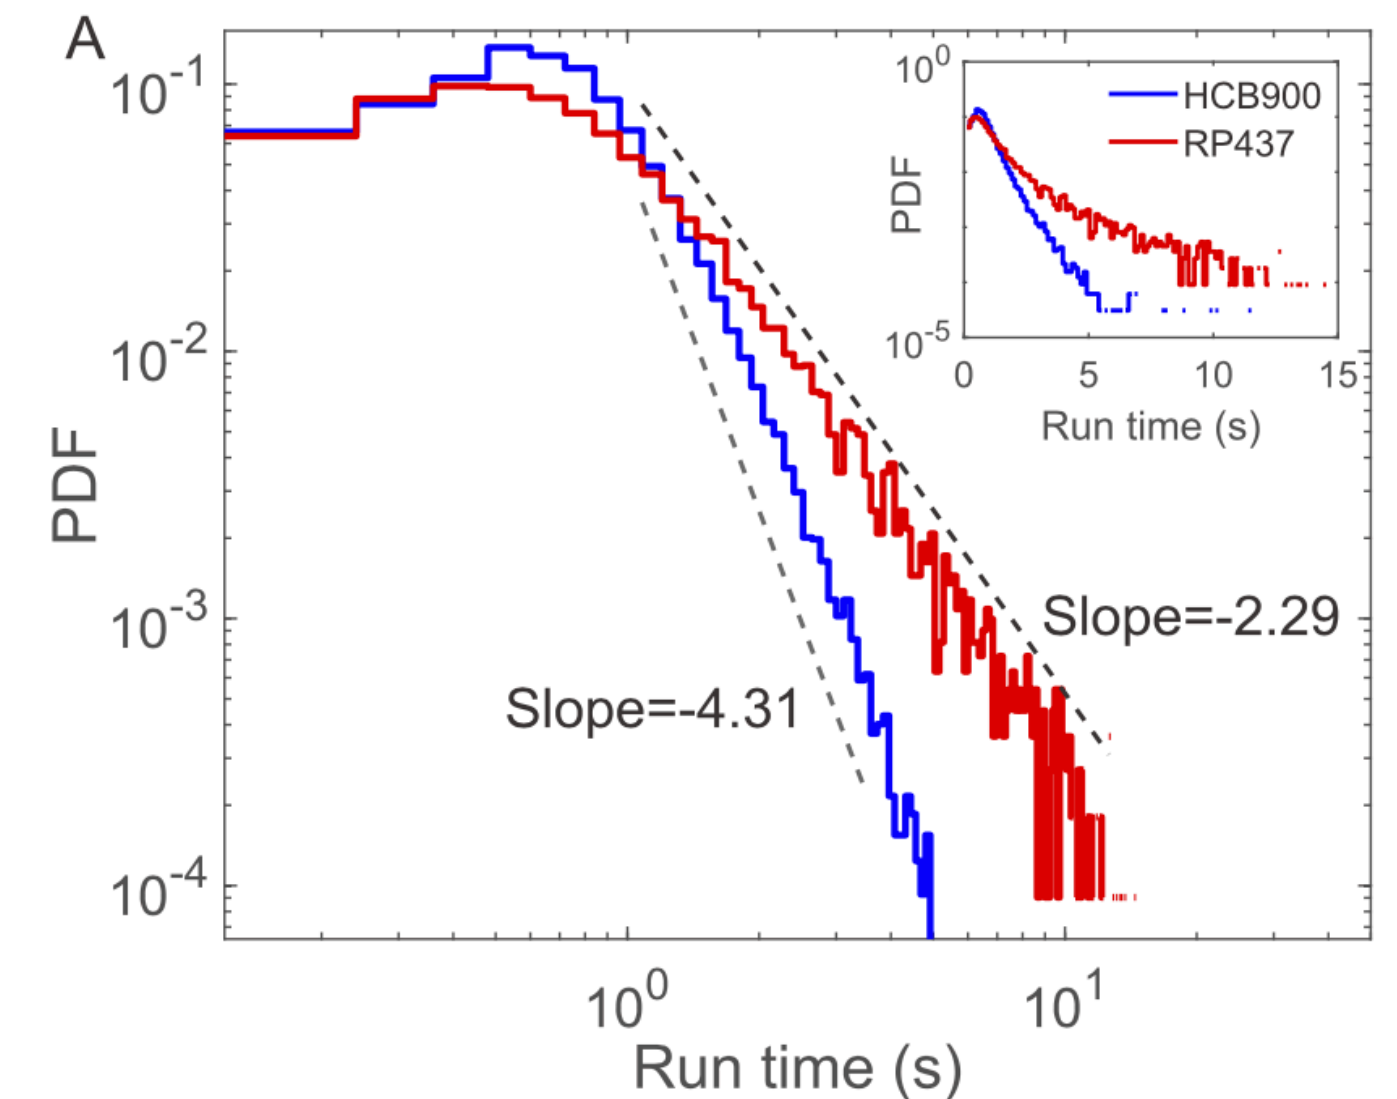 A
10^-1
10^-2
10^-3
10^-4
PDF
10^0
10^1
Run time (s)
Slope=-4.31
Slope=-2.29
10^0
10^-5
PDF
HCB900
RP437
0 5 10 15
Run time (s)